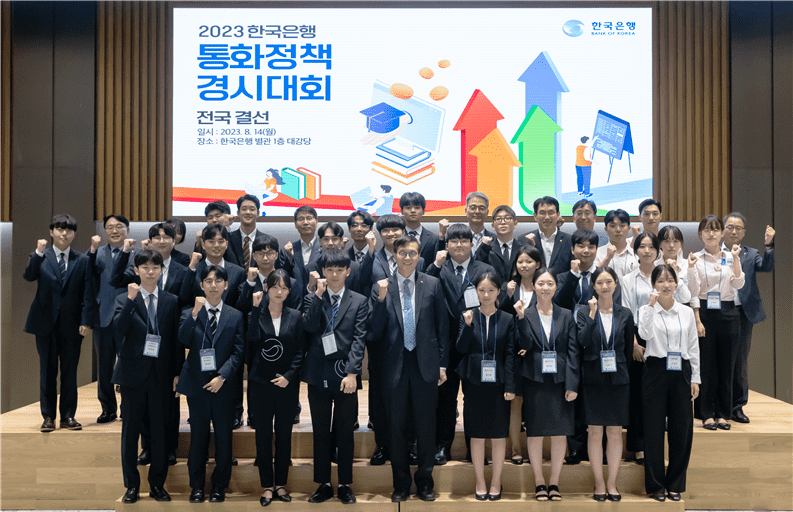 2023 한국은행
통화정책
경시대회
전국 결선
일시 : 2023. 8. 14(월)
장소 : 한국은행 별관 1층 대강당
한국은행
BANK OF KOREA